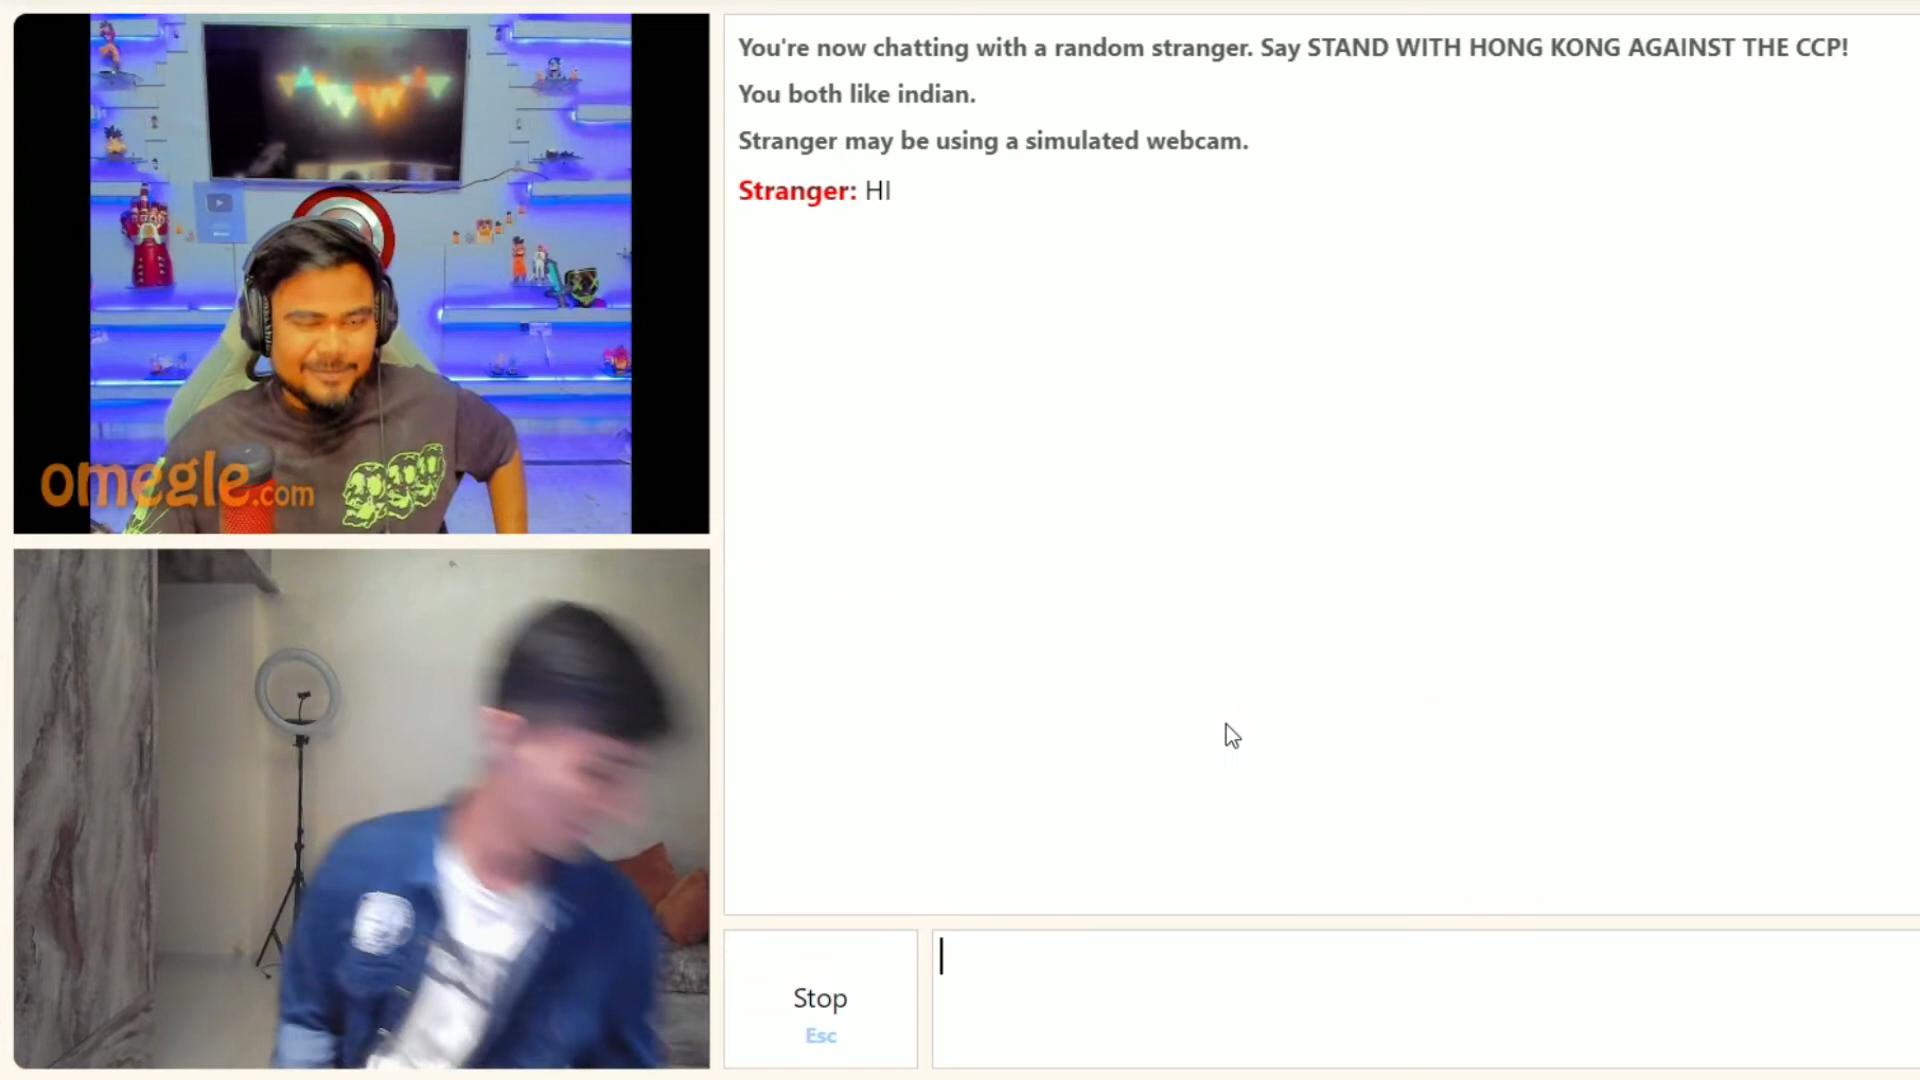 You're now chatting with a random stranger. Say STAND WITH HONG KONG AGAINST THE CCP!
You both like indian.
Stranger may be using a simulated webcam.
Stranger: HI
omegle.com
Stop
Esc